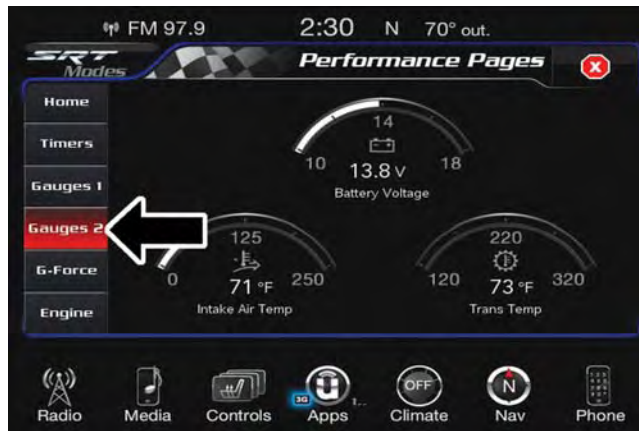 FM 97.9 2:30 N 70° out.
SRT Modes Performance Pages X
Home
Timers
Gauges 1
Gauges 2
G-Force
Engine
14
10 13.8 V 18
Battery Voltage
125
0 71 °F 250
Intake Air Temp
220
120 73 °F 320
Trans Temp
3G 1..
OFF
N
Radio Media Controls Apps Climate Nav Phone